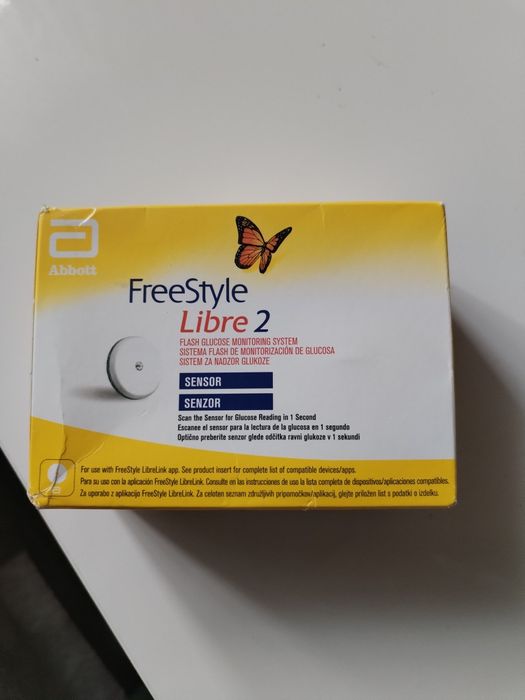 Abbott
FreeStyle
Libre 2
FLASH GLUCOSE MONITORING SYSTEM
SISTEMA FLASH DE MONITORIZACIÓN DE GLUCOSA
SISTEM ZA NADZOR GLUKOZE
SENSOR
SENZOR
Scan the Sensor for Glucose Reading in 1 Second
Escanee el sensor para la lectura de la glucosa en 1 segundo
Optično preberite senzor glede odčitka ravni glukoze v 1 sekundi
For use with FreeStyle LibreLink app. See product insert for complete list of compatible devices/apps.
Para su uso con la aplicación FreeStyle LibreLink. Consulte en las instrucciones de uso la lista completa de dispositivos/aplicaciones compatibles.
Za uporabo z aplikacijo FreeStyle LibreLink. Za celoten seznam združljivih pripomočkov/aplikacij, glejte priložen list s podatki o izdelku.